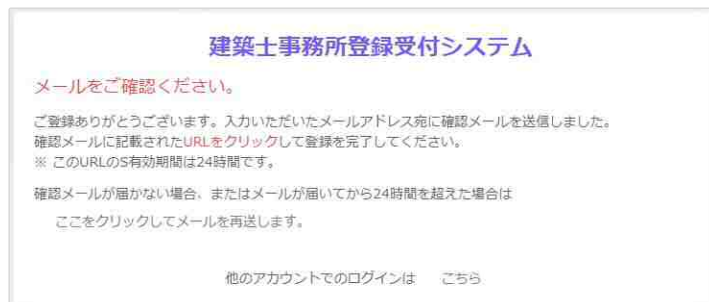 建築士事務所登録受付システム
メールをご確認ください。
ご登録ありがとうございます。入力いただいたメールアドレス宛に確認メールを送信しました。
確認メールに記載されたURLをクリックして登録を完了してください。
※ このURLのS有効期間は24時間です。
確認メールが届かない場合、またはメールが届いてから24時間を超えた場合は
ここをクリックしてメールを再送します。
他のアカウントでのログインは こちら